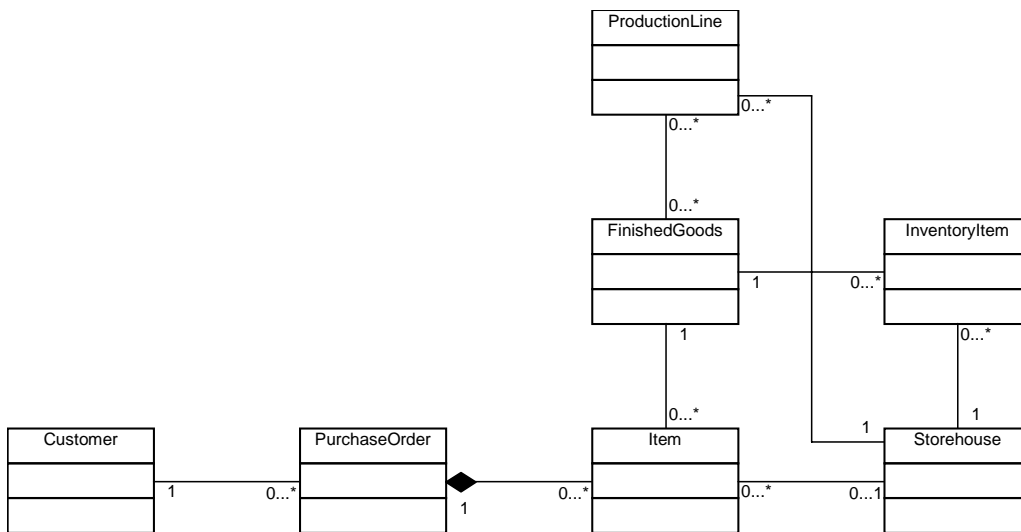 ProductionLine
0...*
0...*
0...*
FinishedGoods
InventoryItem
1
0...*
1
0...*
0...*
1
1
Customer
PurchaseOrder
Item
Storehouse
1
0...*
1
0...*
0...*
0...1